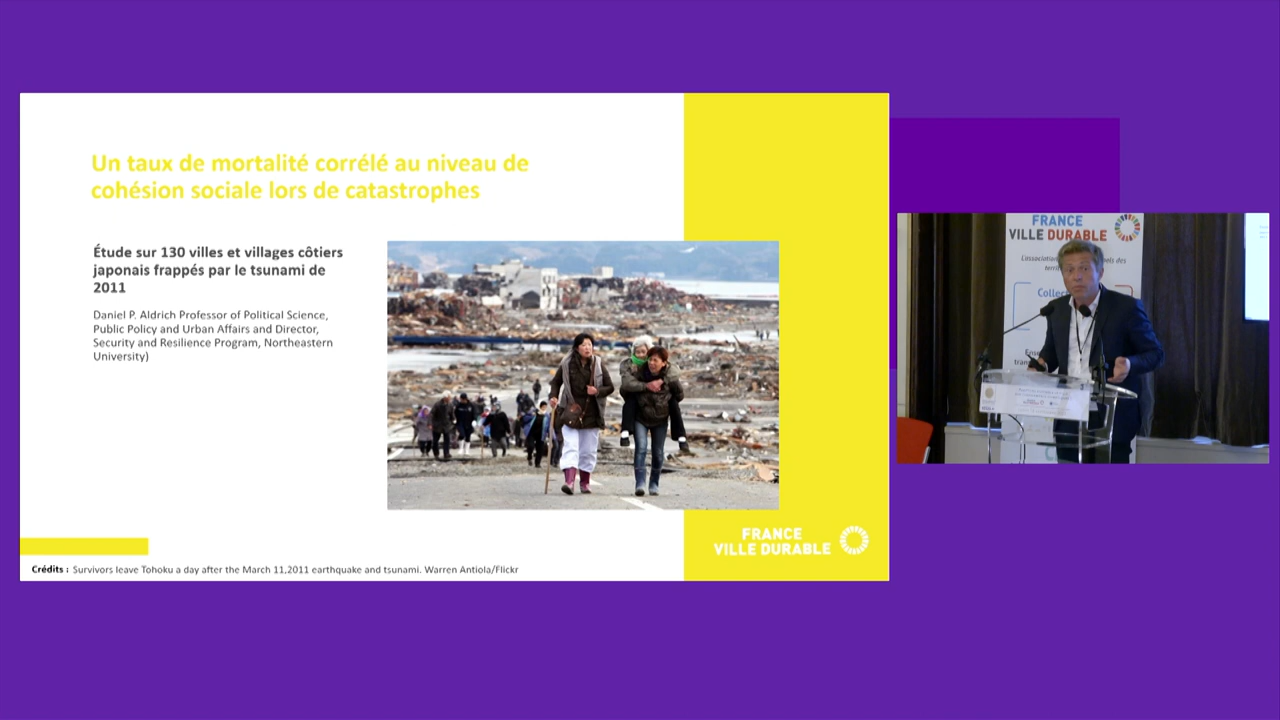 Un taux de mortalité corrélé au niveau de
cohésion sociale lors de catastrophes
Étude sur 130 villes et villages côtiers
japonais frappés par le tsunami de
2011
Daniel P. Aldrich Professor of Political Science,
Public Policy and Urban Affairs and Director,
Security and Resilience Program, Northeastern
University)
FRANCE
VILLE DURABLE
Crédits : Survivors leave Tohoku a day after the March 11,2011 earthquake and tsunami. Warren Antiola/Flickr
FRANCE
VILLE DURABLE
L'association des